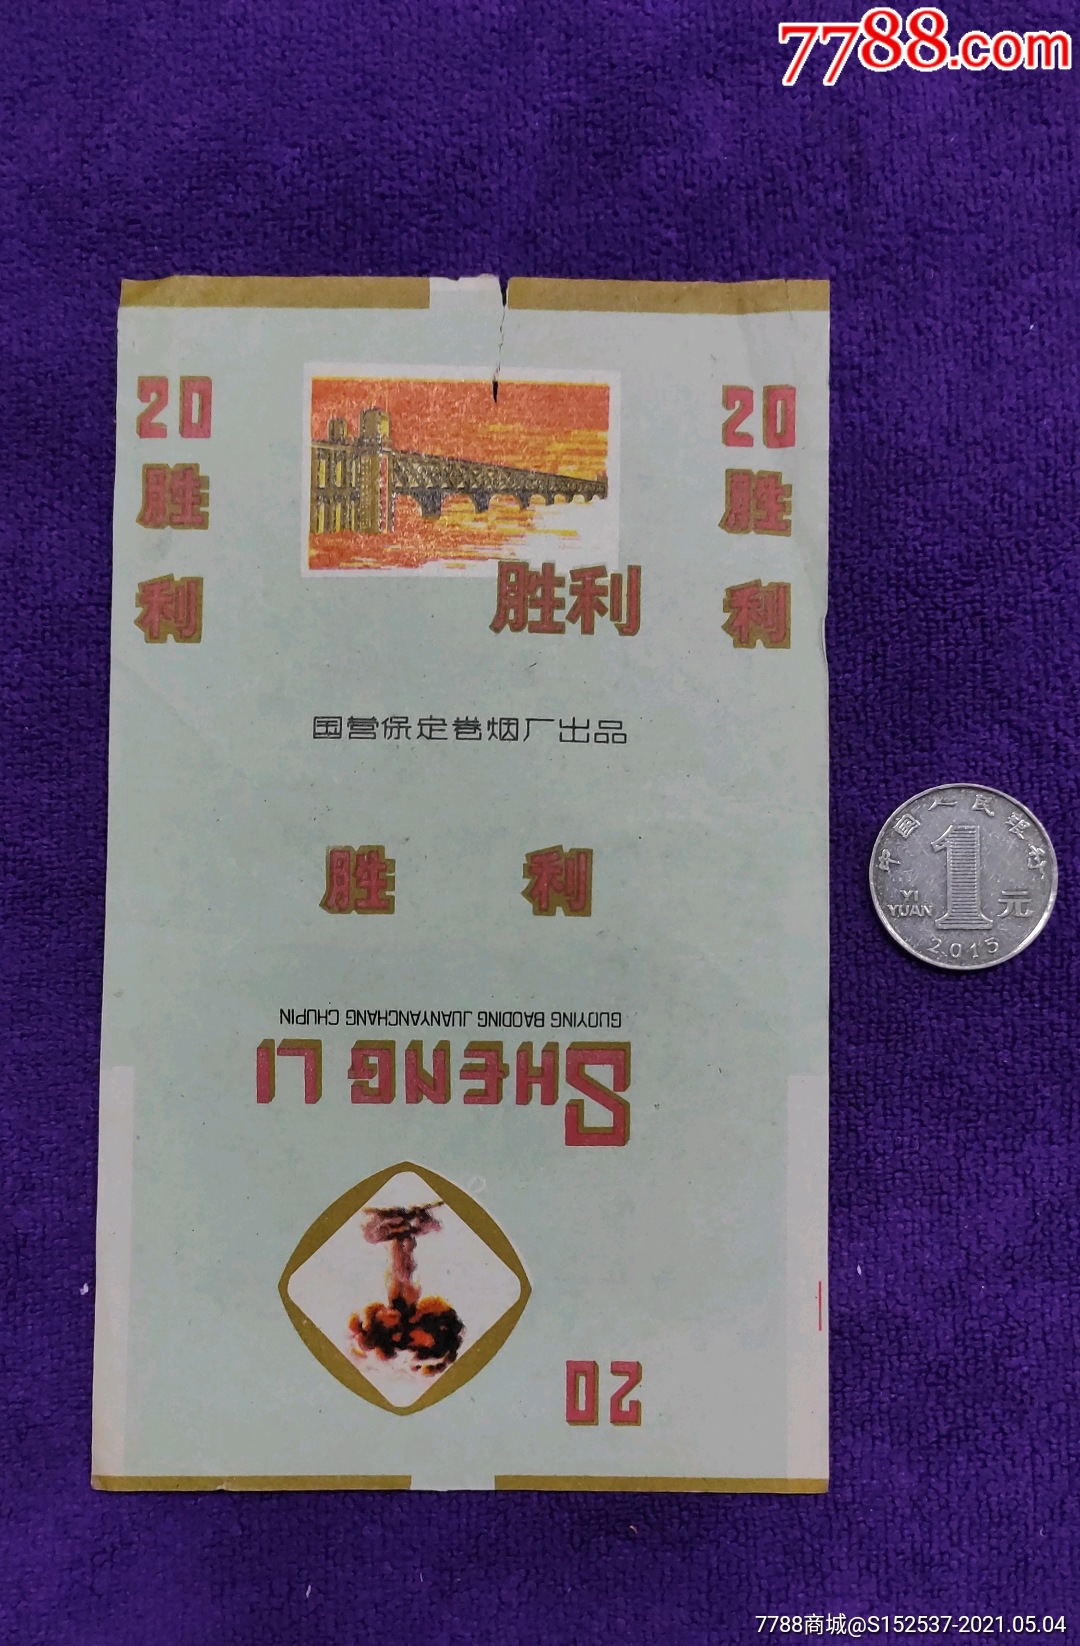 7788.com
20
胜
利
20
胜
利
胜利
国营保定卷烟厂出品
胜 利
GUOYING BAODING JUANYANCHANG CHUPIN
SHENG LI
20
中国人民银行
YI
YUAN
1
元
2015
7788商城@S152537-2021.05.04